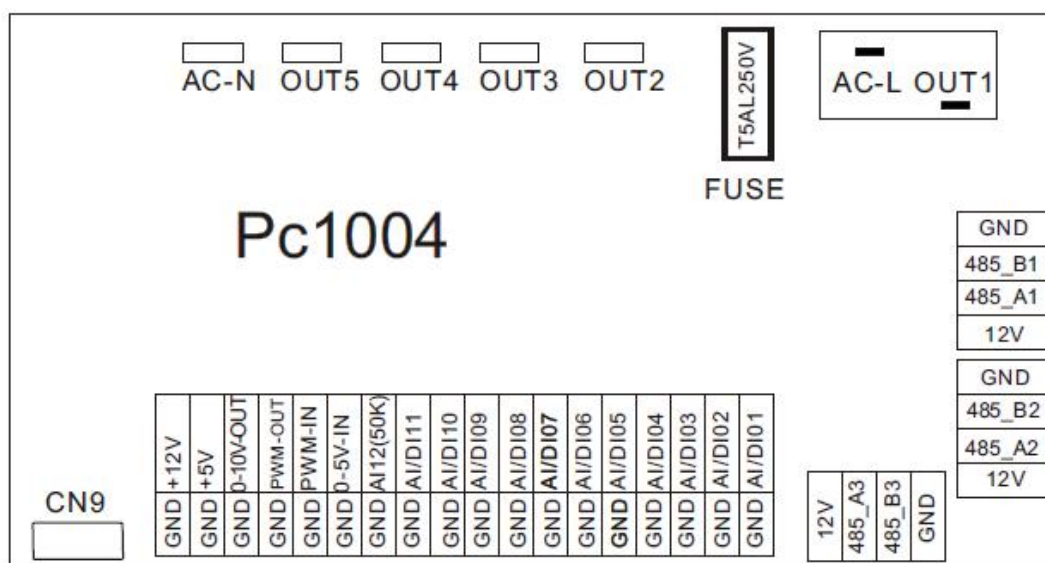 AC-N OUT5 OUT4 OUT3 OUT2
T5AL250V
FUSE
AC-L OUT1
Pc1004
GND
485_B1
485_A1
12V
GND
485_B2
485_A2
12V
CN9
+12V
+5V
0-10V-OUT
PWM-OUT
PWM-IN
0-5V-IN
AI12(50K)
AI/DI11
AI/DI10
AI/DI09
AI/DI08
AI/DI07
AI/DI06
AI/DI05
AI/DI04
AI/DI03
AI/DI02
AI/DI01
GND GND GND GND GND GND GND GND GND GND GND GND GND GND GND GND GND GND
12V
485_A3
485_B3
GND